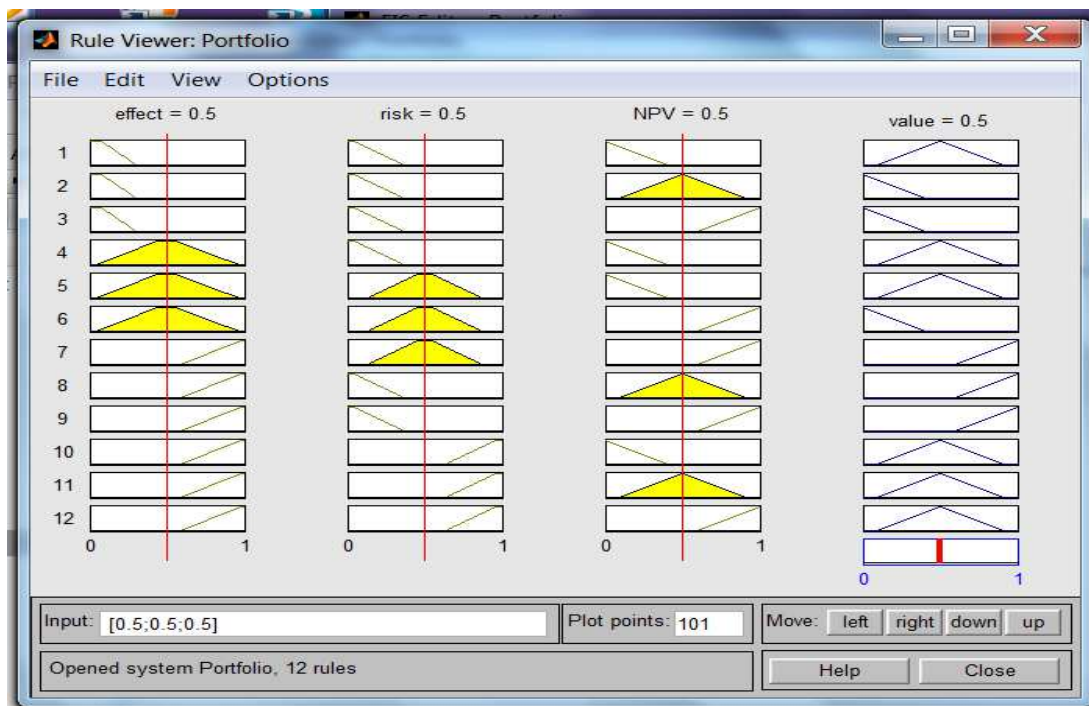 Rule Viewer: Portfolio
File Edit View Options
effect = 0.5 risk = 0.5 NPV = 0.5 value = 0.5
1
2
3
4
5
6
7
8
9
10
11
12
0 1 0 1 0 1
0 1
Input: [0.5;0.5;0.5] Plot points: 101 Move: left right down up
Opened system Portfolio, 12 rules Help Close